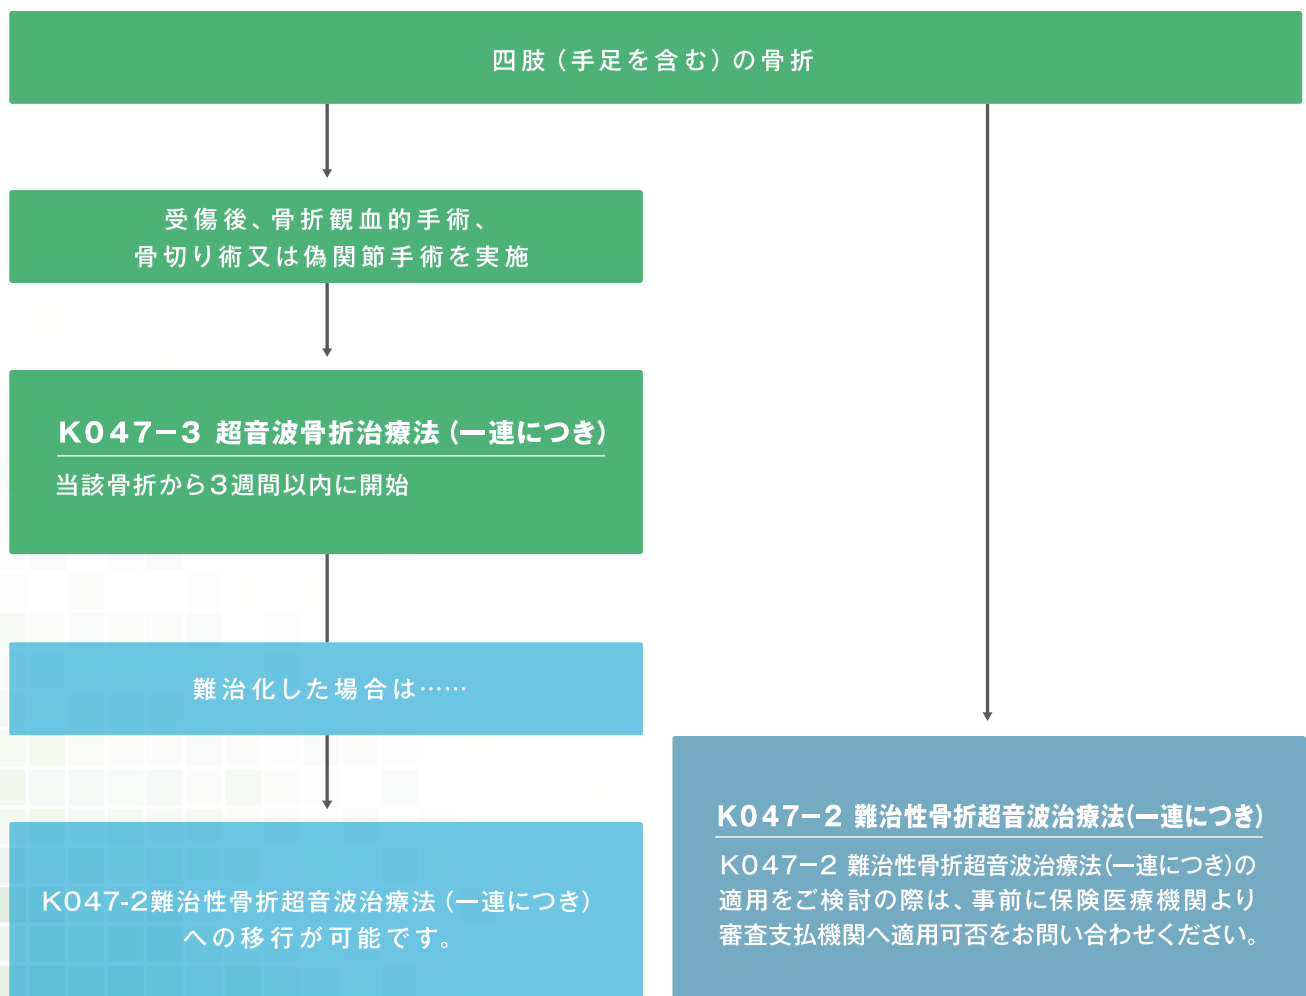 四肢（手足を含む）の骨折
受傷後、骨折観血的手術、
骨切り術又は偽関節手術を実施
K047−3 超音波骨折治療法（一連につき）
当該骨折から3週間以内に開始
難治化した場合は……
K047-2難治性骨折超音波治療法（一連につき）
への移行が可能です。
K047−2 難治性骨折超音波治療法(一連につき)
K047−2 難治性骨折超音波治療法(一連につき)の
適用をご検討の際は、事前に保険医療機関より
審査支払機関へ適用可否をお問い合わせください。